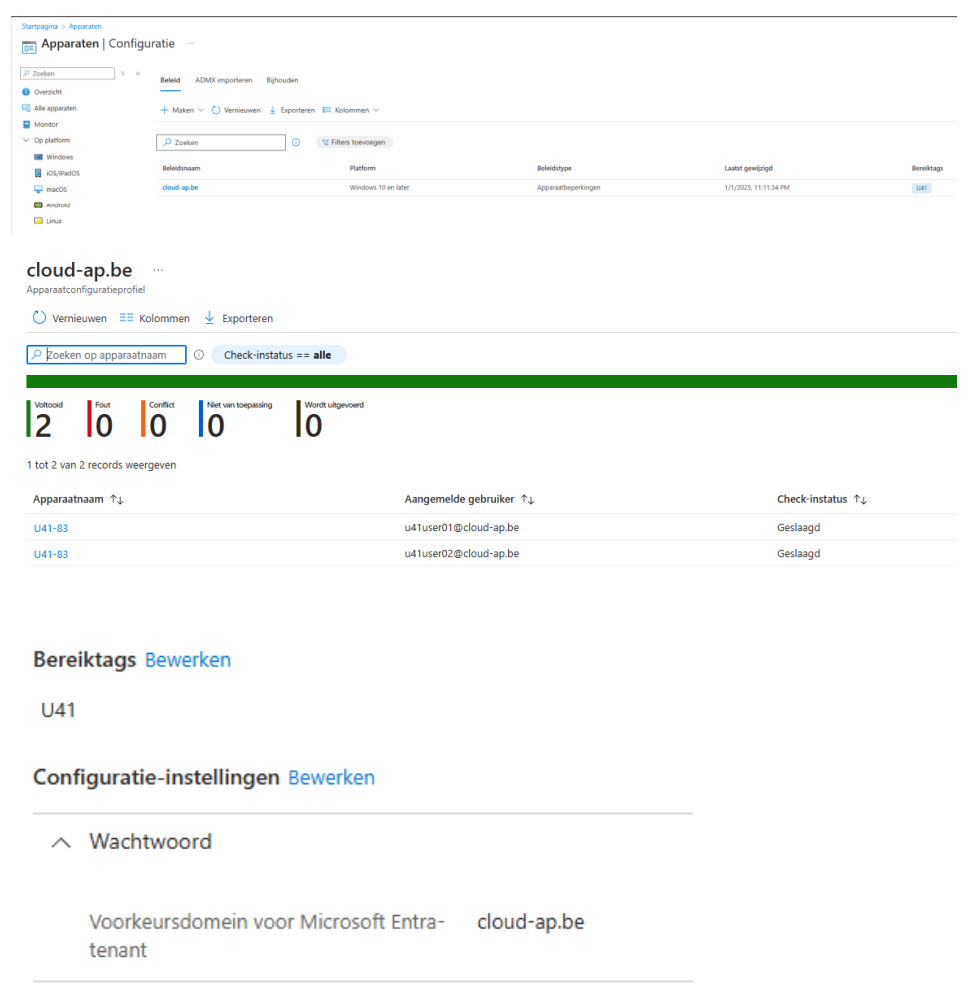 Startpagina > Apparaten
Apparaten | Configuratie ...
Zoeken
Overzicht
Alle apparaten
Monitor
Op platform
Windows
iOS/iPadOS
macOS
Android
Linux
Beleid ADMX importeren Bijhouden
+ Maken Vernieuwen Exporteren Kolommen
Zoeken Filters toevoegen
Beleidsnaam Platform Beleidstype Laatst gewijzigd Bereiktags
cloud-ap.be Windows 10 en later Apparaatbeperkingen 1/1/2025, 11:11:34 PM U41
cloud-ap.be ...
Apparaatconfiguratieprofiel
Vernieuwen Kolommen Exporteren
Zoeken op apparaatnaam Check-instatus == alle
Voltooid Fout Conflict Niet van toepassing Wordt uitgevoerd
2 0 0 0 0
1 tot 2 van 2 records weergeven
Apparaatnaam ↑↓ Aangemelde gebruiker ↑↓ Check-instatus ↑↓
U41-83 u41user01@cloud-ap.be Geslaagd
U41-83 u41user02@cloud-ap.be Geslaagd
Bereiktags Bewerken
U41
Configuratie-instellingen Bewerken
Wachtwoord
Voorkeursdomein voor Microsoft Entra- cloud-ap.be
tenant